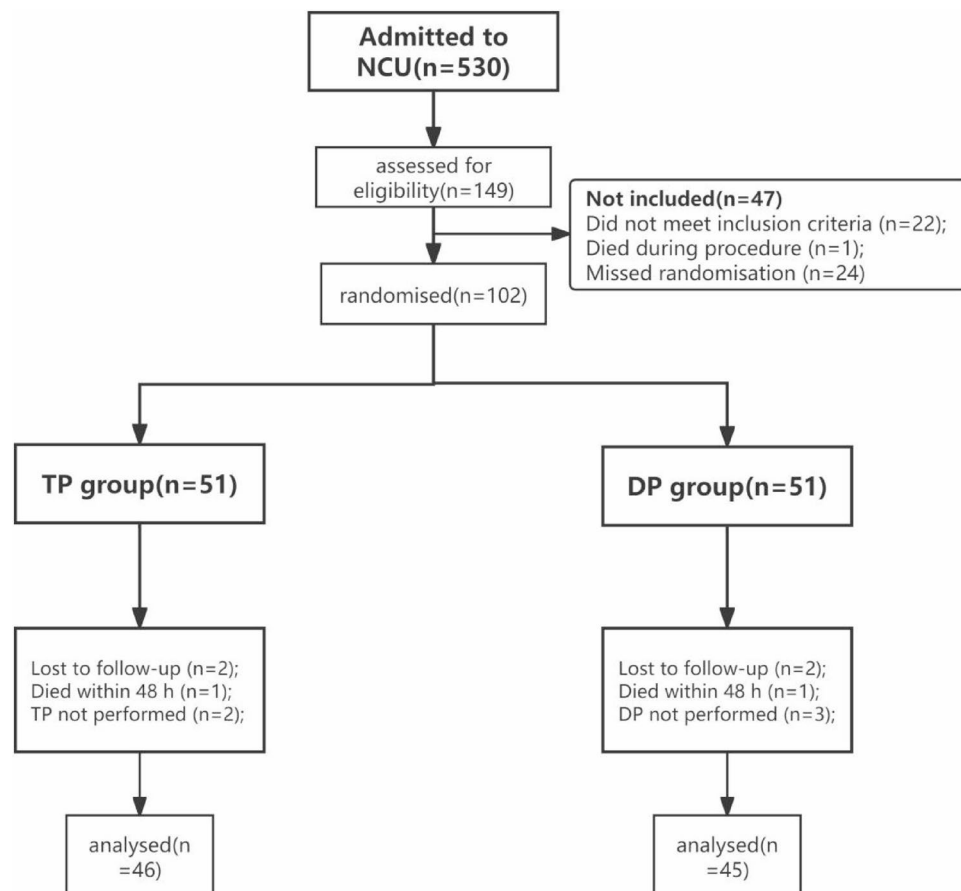 Admitted to
NCU(n=530)
assessed for
eligibility(n=149)
Not included(n=47)
Did not meet inclusion criteria (n=22);
Died during procedure (n=1);
Missed randomisation (n=24)
randomised(n=102)
TP group(n=51)
DP group(n=51)
Lost to follow-up (n=2);
Died within 48 h (n=1);
TP not performed (n=2);
Lost to follow-up (n=2);
Died within 48 h (n=1);
DP not performed (n=3);
analysed(n
=46)
analysed(n
=45)